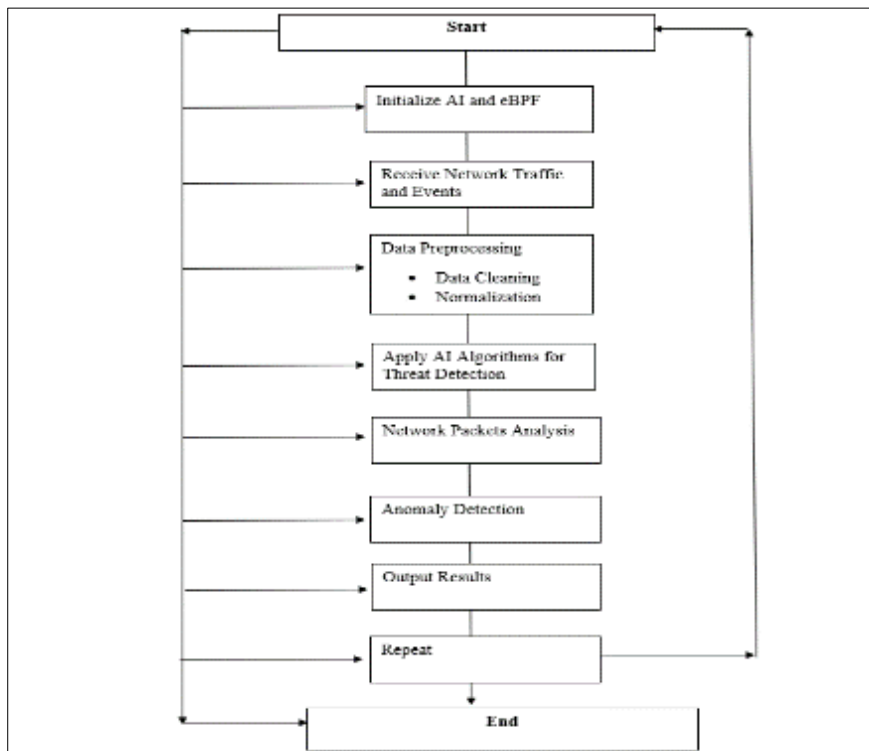 Start
Initialize AI and eBPF
Receive Network Traffic
and Events
Data Preprocessing
• Data Cleaning
• Normalization
Apply AI Algorithms for
Threat Detection
Network Packets Analysis
Anomaly Detection
Output Results
Repeat
End